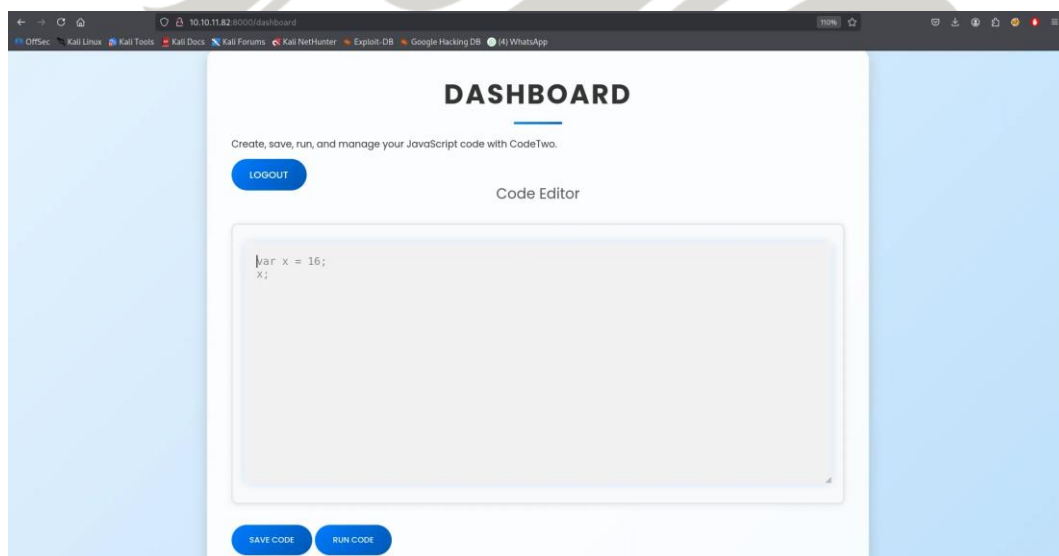 10.10.11.82:8000/dashboard 110%
OffSec Kali Linux Kali Tools Kali Docs Kali Forums Kali NetHunter Exploit-DB Google Hacking DB (4) WhatsApp
DASHBOARD
Create, save, run, and manage your JavaScript code with CodeTwo.
LOGOUT
Code Editor
var x = 16;
x;
SAVE CODE RUN CODE